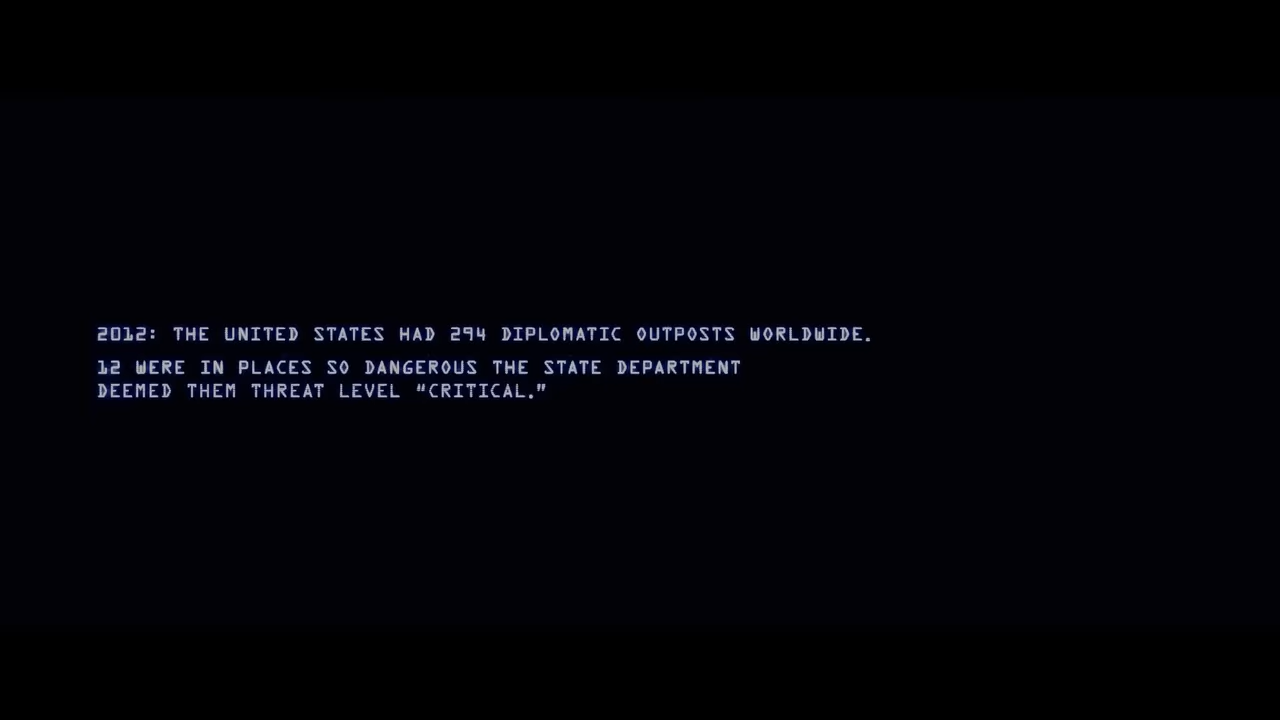 2012: THE UNITED STATES HAD 294 DIPLOMATIC OUTPOSTS WORLDWIDE.
12 WERE IN PLACES SO DANGEROUS THE STATE DEPARTMENT
DEEMED THEM THREAT LEVEL “CRITICAL.”